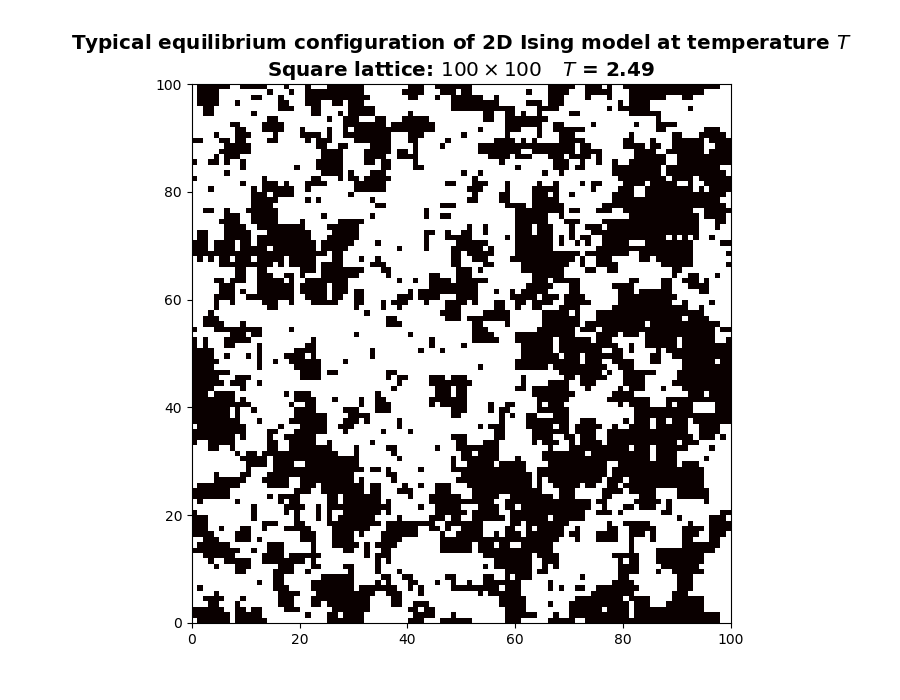 Typical equilibrium configuration of 2D Ising model at temperature T
Square lattice: 100 × 100 T = 2.49
100
80
60
40
20
0
0 20 40 60 80 100